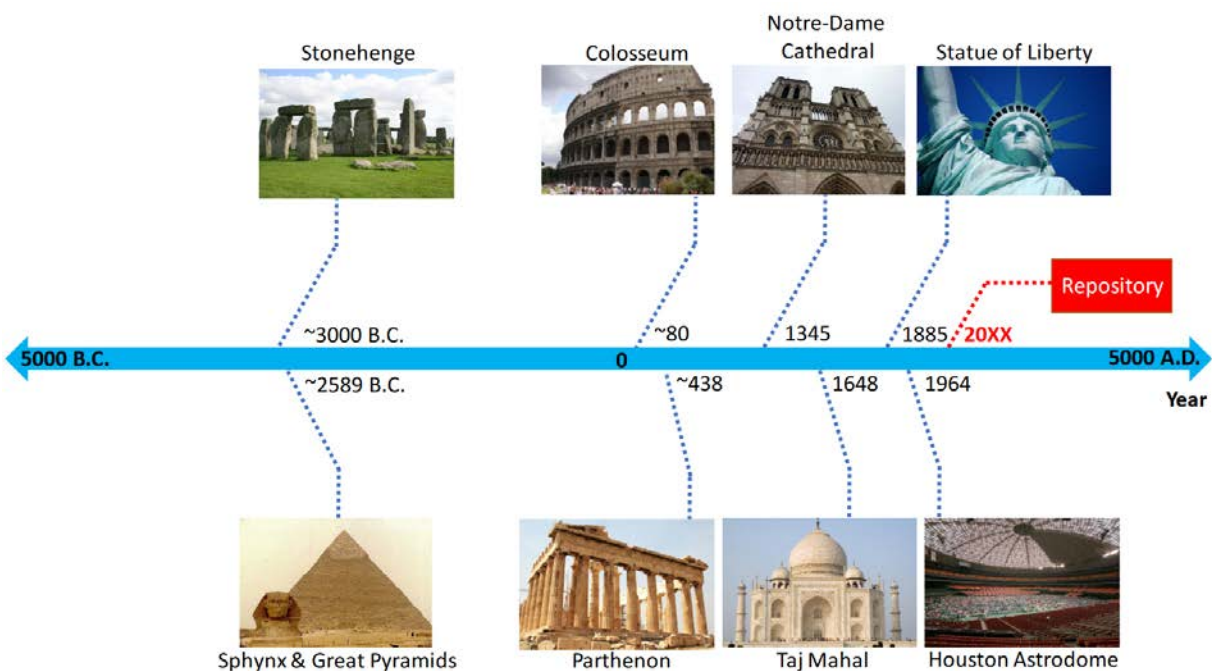 Stonehenge
Colosseum
Notre-Dame
Cathedral
Statue of Liberty
Repository
~3000 B.C.
~80
1345
1885
20XX
5000 B.C.
0
5000 A.D.
~2589 B.C.
~438
1648
1964
Year
Sphynx & Great Pyramids
Parthenon
Taj Mahal
Houston Astrodome